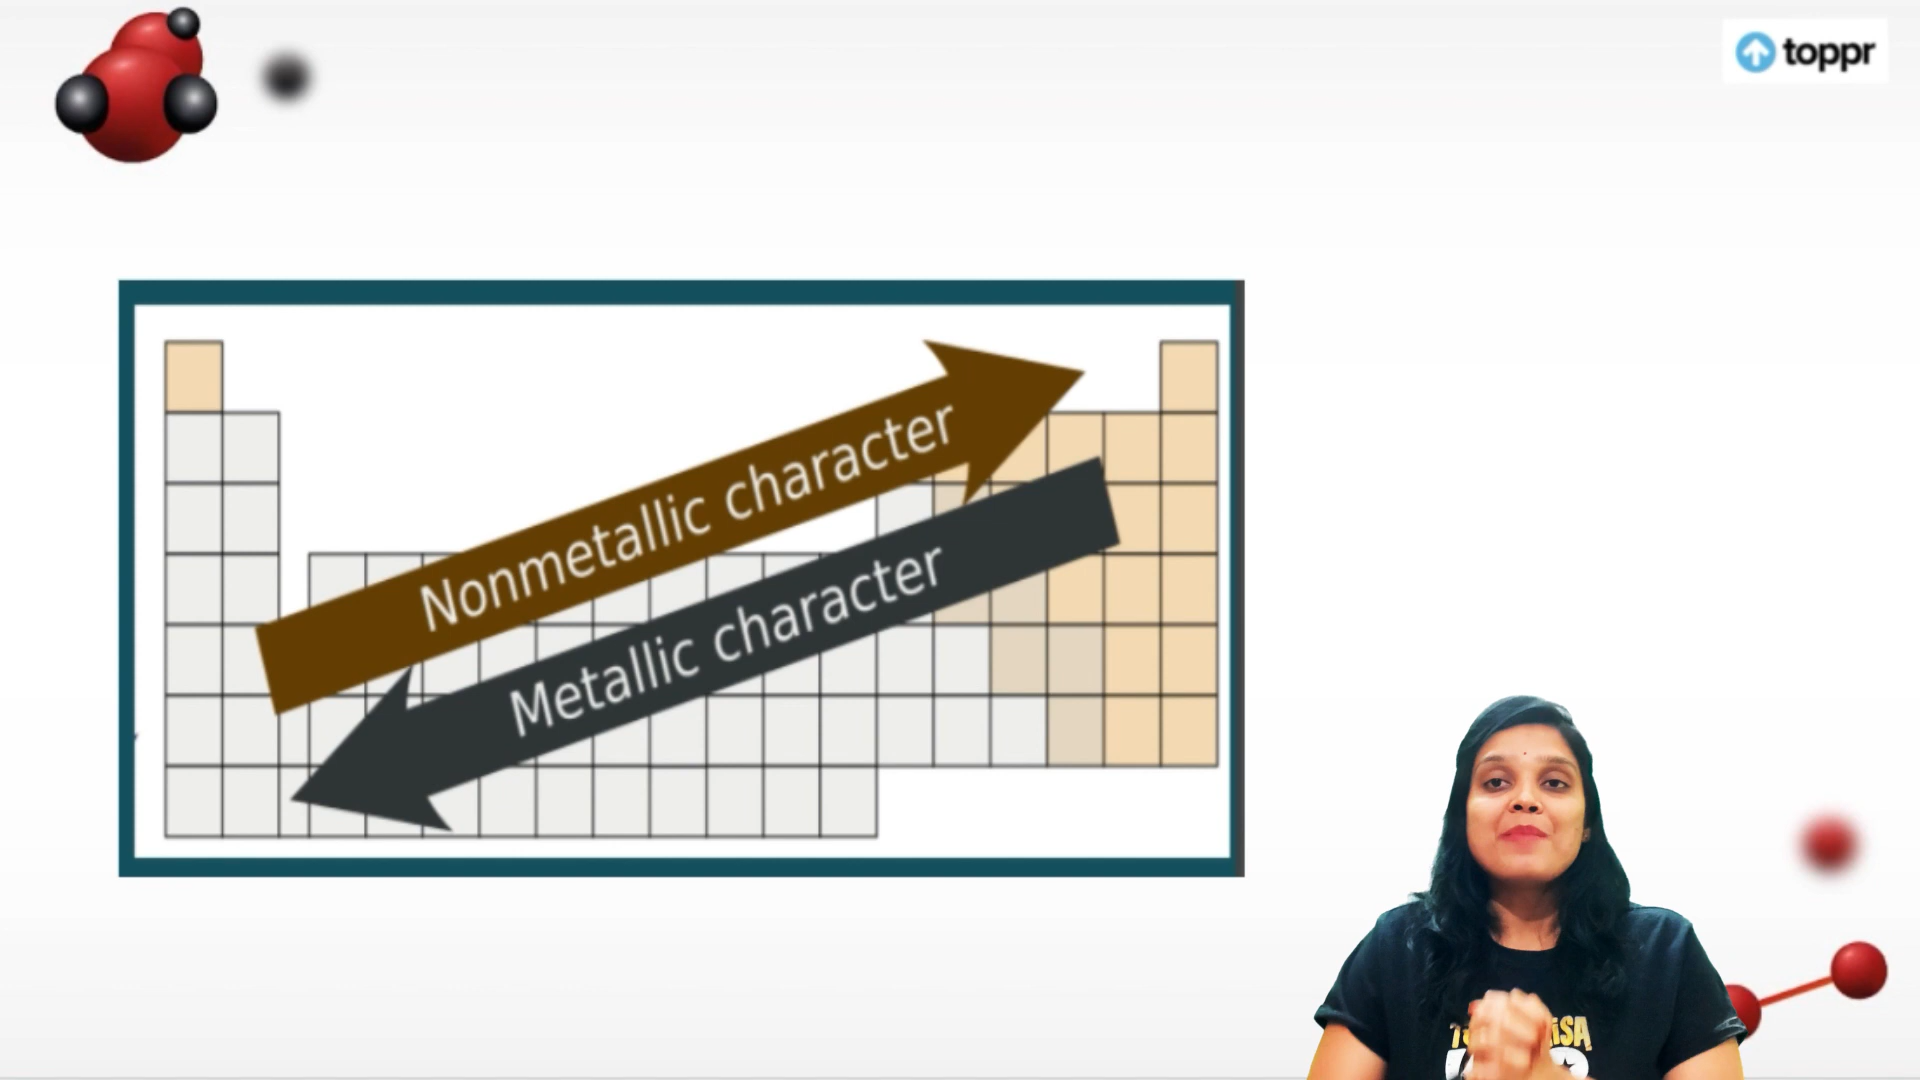 toppr
Nonmetallic character
Metallic character